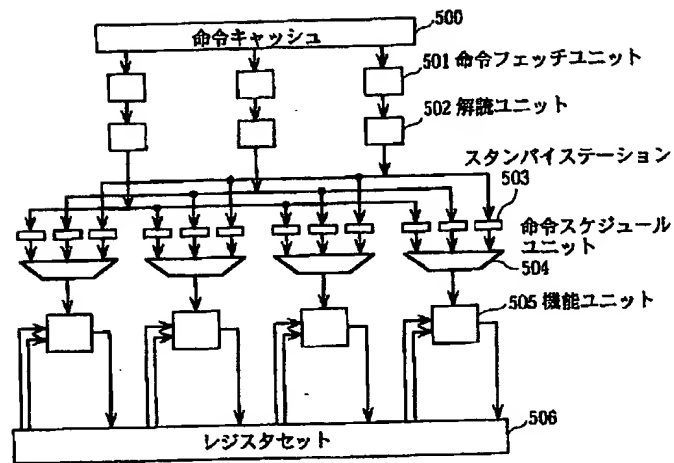 500
命令キャッシュ
501 命令フェッチユニット
502 解読ユニット
スタンバイステーション
503
命令スケジュール
ユニット
504
505 機能ユニット
506
レジスタセット